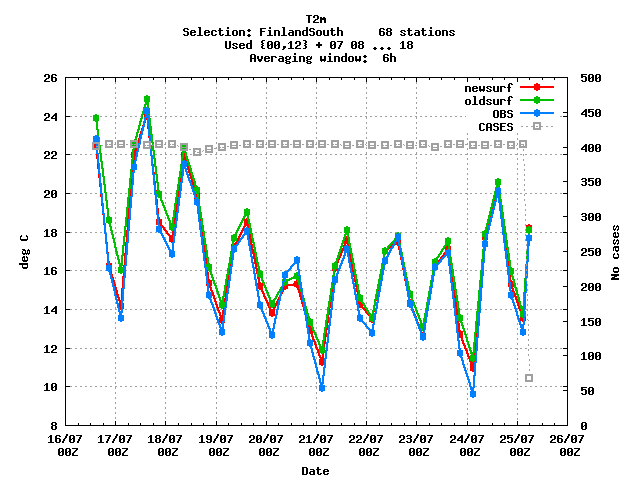 T2m
Selection: FinlandSouth 68 stations
Used {00,12} + 07 08 ... 18
Averaging window: 6h
26 500
newsurf
oldsurf
OBS
CASES
24 450
22 400
20 350
18 300
16 250
14 200
12 150
10 100
8 50
0
deg C
No cases
16/07 17/07 18/07 19/07 20/07 21/07 22/07 23/07 24/07 25/07 26/07
00Z 00Z 00Z 00Z 00Z 00Z 00Z 00Z 00Z 00Z 00Z
Date